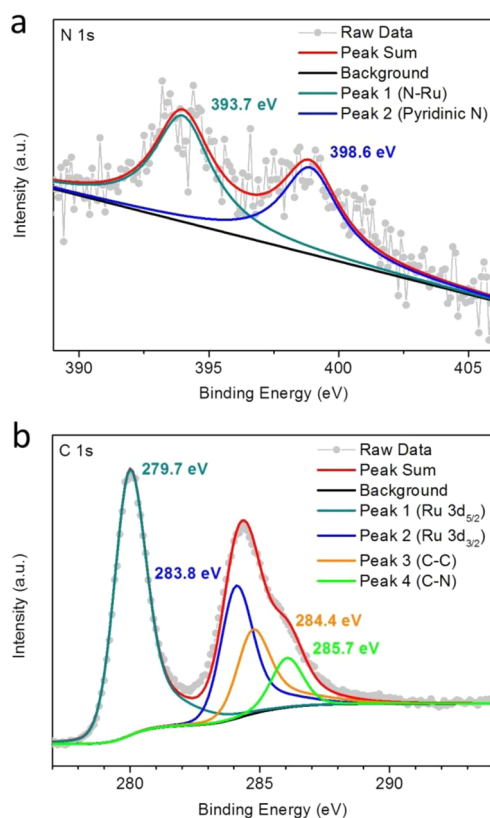 a
N 1s
Raw Data
Peak Sum
Background
Peak 1 (N-Ru)
Peak 2 (Pyridinic N)
393.7 eV
398.6 eV
Intensity (a.u.)
390 395 400 405
Binding Energy (eV)
b
C 1s
Raw Data
Peak Sum
Background
Peak 1 (Ru 3d5/2)
Peak 2 (Ru 3d3/2)
Peak 3 (C-C)
Peak 4 (C-N)
279.7 eV
283.8 eV
284.4 eV
285.7 eV
Intensity (a.u.)
280 285 290
Binding Energy (eV)